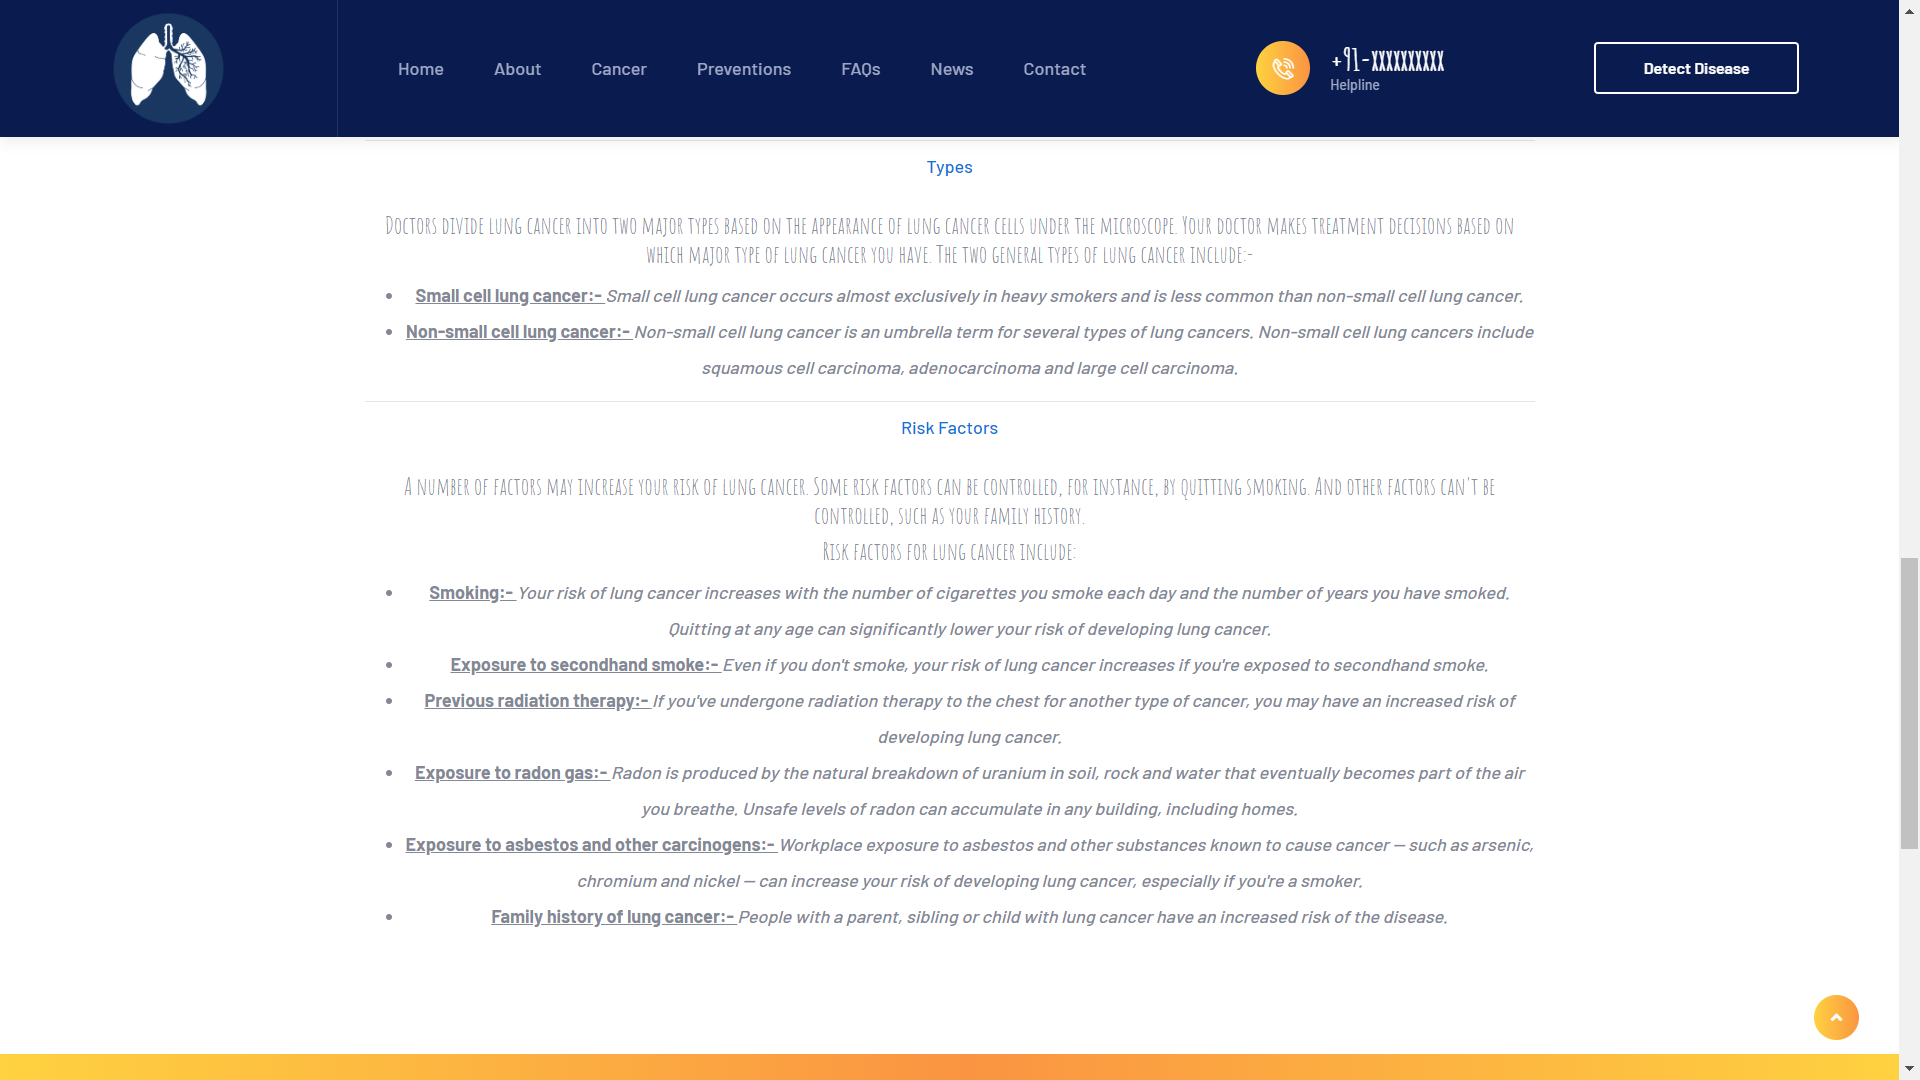 Home About Cancer Preventions FAQs News Contact
+91-xxxxxxxxxx
Helpline
Detect Disease
Types
Doctors divide lung cancer into two major types based on the appearance of lung cancer cells under the microscope. Your doctor makes treatment decisions based on
which major type of lung cancer you have. The two general types of lung cancer include:-
• Small cell lung cancer:- Small cell lung cancer occurs almost exclusively in heavy smokers and is less common than non-small cell lung cancer.
• Non-small cell lung cancer:- Non-small cell lung cancer is an umbrella term for several types of lung cancers. Non-small cell lung cancers include
squamous cell carcinoma, adenocarcinoma and large cell carcinoma.
Risk Factors
A number of factors may increase your risk of lung cancer. Some risk factors can be controlled, for instance, by quitting smoking. And other factors can't be
controlled, such as your family history.
Risk factors for lung cancer include:
• Smoking:- Your risk of lung cancer increases with the number of cigarettes you smoke each day and the number of years you have smoked.
Quitting at any age can significantly lower your risk of developing lung cancer.
• Exposure to secondhand smoke:- Even if you don't smoke, your risk of lung cancer increases if you're exposed to secondhand smoke.
• Previous radiation therapy:- If you've undergone radiation therapy to the chest for another type of cancer, you may have an increased risk of
developing lung cancer.
• Exposure to radon gas:- Radon is produced by the natural breakdown of uranium in soil, rock and water that eventually becomes part of the air
you breathe. Unsafe levels of radon can accumulate in any building, including homes.
• Exposure to asbestos and other carcinogens:- Workplace exposure to asbestos and other substances known to cause cancer — such as arsenic,
chromium and nickel — can increase your risk of developing lung cancer, especially if you're a smoker.
• Family history of lung cancer:- People with a parent, sibling or child with lung cancer have an increased risk of the disease.